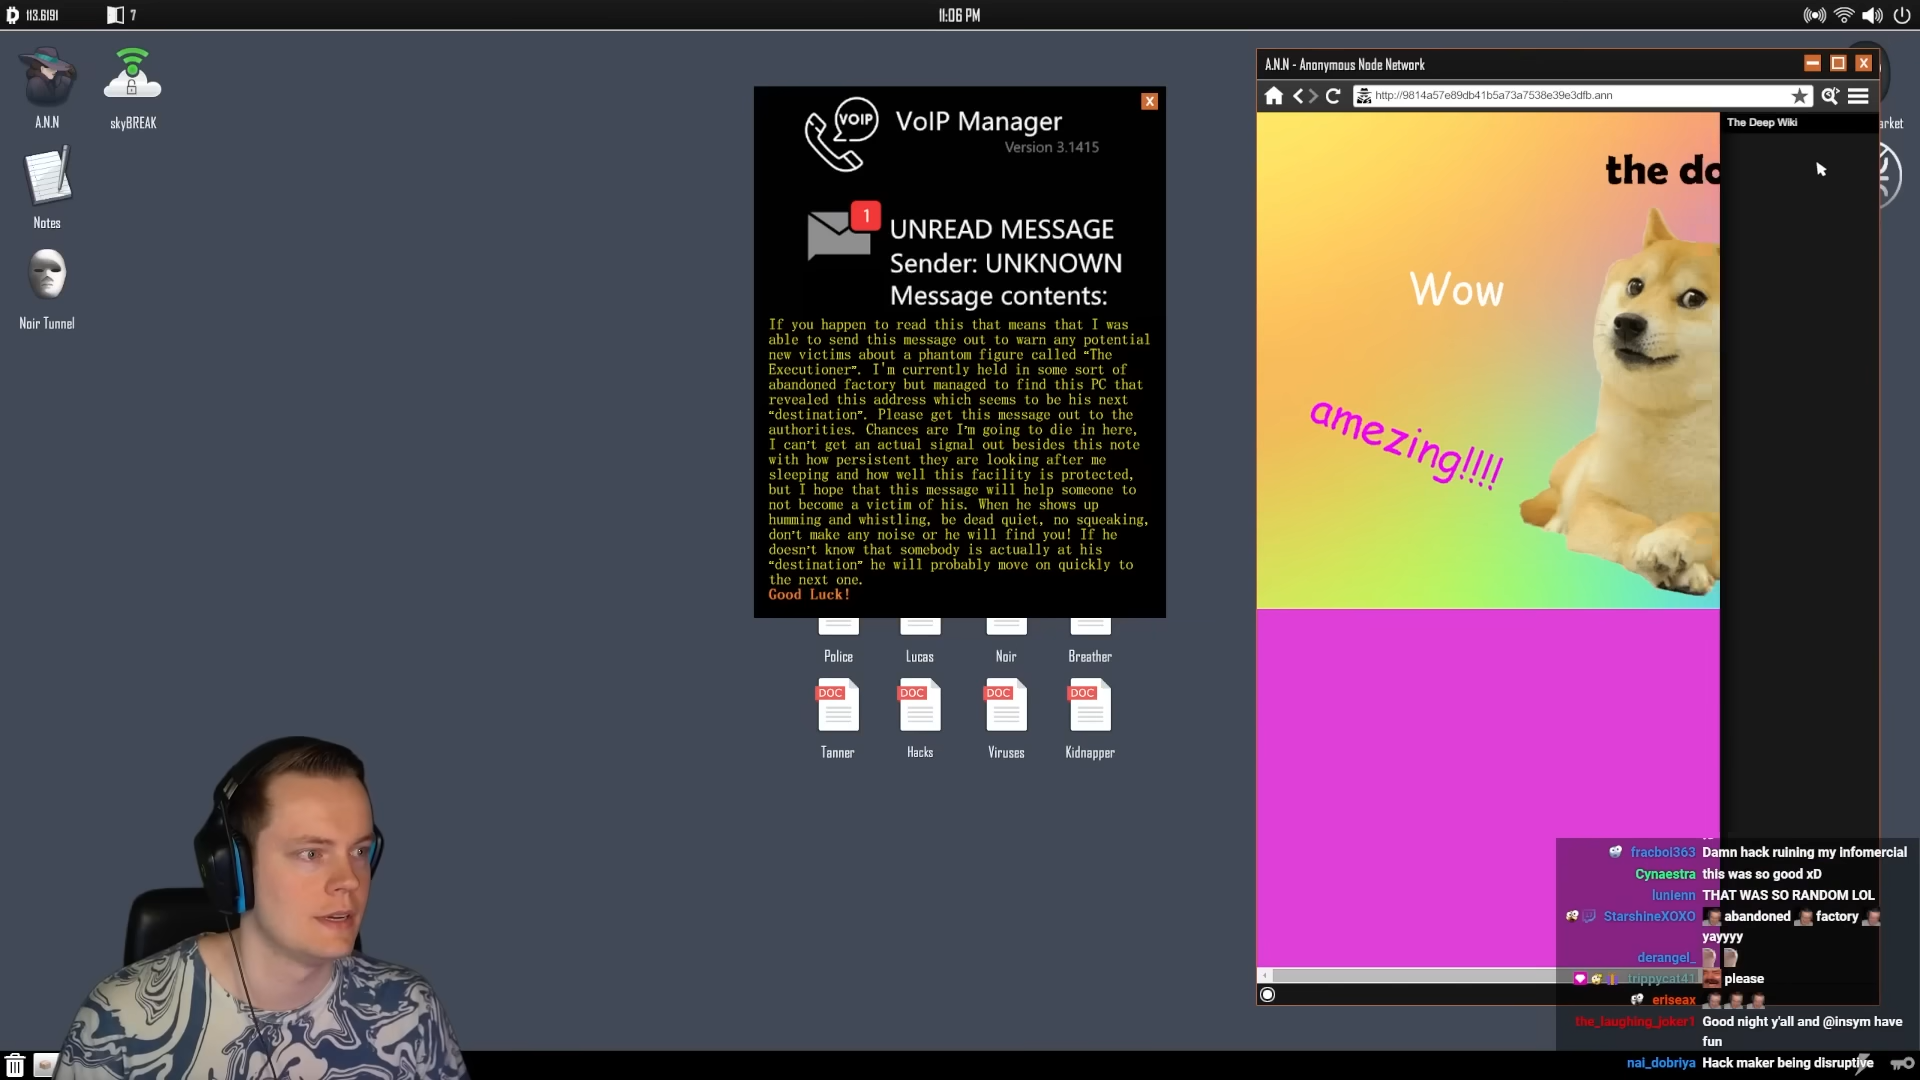 113.6191
7
11:06 PM
A.N.N
skyBREAK
Notes
Noir Tunnel
VOIP
VoIP Manager
Version 3.1415
X
1
UNREAD MESSAGE
Sender: UNKNOWN
Message contents:
If you happen to read this that means that I was
able to send this message out to warn any potential
new victims about a phantom figure called “The
Executioner”. I'm currently held in some sort of
abandoned factory but managed to find this PC that
revealed this address which seems to be his next
“destination”. Please get this message out to the
authorities. Chances are I'm going to die in here,
I can't get an actual signal out besides this note
with how persistent they are looking after me
sleeping and how well this facility is protected,
but I hope that this message will help someone to
not become a victim of his. When he shows up
humming and whistling, be dead quiet, no squeaking,
don't make any noise or he will find you! If he
doesn't know that somebody is actually at his
“destination” he will probably move on quickly to
the next one.
Good Luck!
Police
Lucas
Noir
Breather
DOC
DOC
DOC
DOC
Tanner
Hacks
Viruses
Kidnapper
A.N.N - Anonymous Node Network
X
http://9814a57e89db41b5a73a7538e39e3dfb.ann
The Deep Wiki
arket
the do
Wow
amezing!!!!
fracboi363 Damn hack ruining my infomercial
Cynaestra this was so good xD
lunienn THAT WAS SO RANDOM LOL
StarshineXOXO abandoned factory
yayyyy
derangel_
trippycat41 please
eriseax
the_laughing_joker1 Good night y'all and @insym have
fun
nai_dobriya Hack maker being disruptive